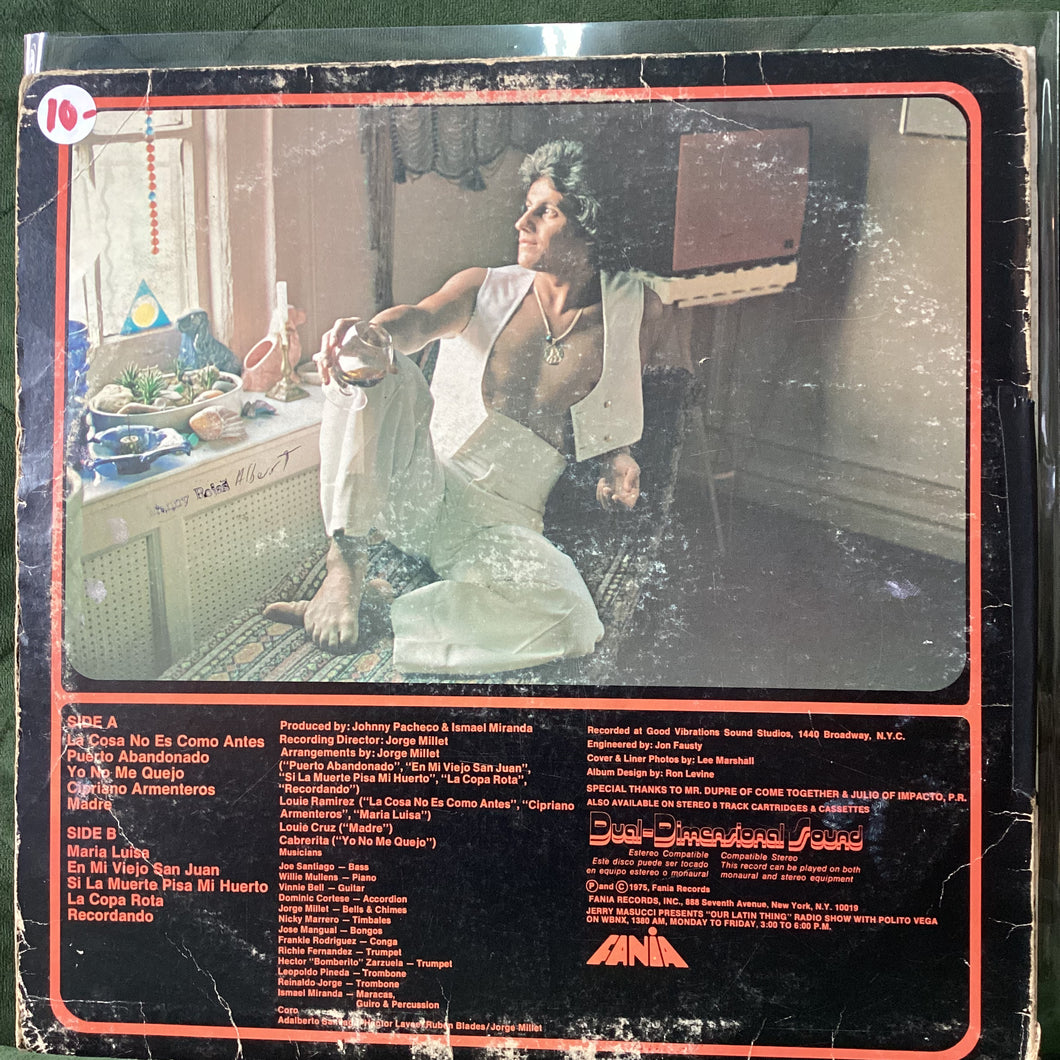 10-
Albert
SIDE A
La Cosa No Es Como Antes
Puerto Abandonado
Yo No Me Quejo
Cipriano Armenteros
Madre
SIDE B
Maria Luisa
En Mi Viejo San Juan
Si La Muerte Pisa Mi Huerto
La Copa Rota
Recordando
Produced by: Johnny Pacheco & Ismael Miranda
Recording Director: Jorge Millet
Arrangements by: Jorge Millet
("Puerto Abandonado", "En Mi Viejo San Juan",
"Si La Muerte Pisa Mi Huerto", "La Copa Rota",
"Recordando")
Louie Ramirez ("La Cosa No Es Como Antes", "Cipriano
Armenteros", "Maria Luisa")
Louie Cruz ("Madre")
Cabrerita ("Yo No Me Quejo")
Musicians
Joe Santiago — Bass
Willie Mullens — Piano
Vinnie Bell — Guitar
Dominic Cortese — Accordion
Jorge Millet — Bells & Chimes
Nicky Marrero — Timbales
Jose Mangual — Bongos
Frankie Rodriguez — Conga
Richie Fernandez — Trumpet
Hector "Bomberito" Zarzuela — Trumpet
Leopoldo Pineda — Trombone
Reinaldo Jorge — Trombone
Ismael Miranda — Maracas,
Guiro & Percussion
Coro
Adalberto Hector Lavoe/Ruben Blades/Jorge Millet
Recorded at Good Vibrations Sound Studios, 1440 Broadway, N.Y.C.
Engineered by: Jon Fausty
Cover & Liner Photos by: Lee Marshall
Album Design by: Ron Levine
SPECIAL THANKS TO MR. DUPRE OF COME TOGETHER & JULIO OF IMPACTO, P.R.
ALSO AVAILABLE ON STEREO 8 TRACK CARTRIDGES & CASSETTES
Dual-Dimensional Sound
Estereo Compatible
Este disco puede ser tocado
en equipo estereo o monaural
Compatible Stereo
This record can be played on both
monaural and stereo equipment
Ⓟ and © 1975, Fania Records
FANIA RECORDS, INC., 888 Seventh Avenue, New York, N.Y. 10019
JERRY MASUCCI PRESENTS "OUR LATIN THING" RADIO SHOW WITH POLITO VEGA
ON WBNX, 1380 AM, MONDAY TO FRIDAY, 3:00 TO 6:00 P.M.
FANIA